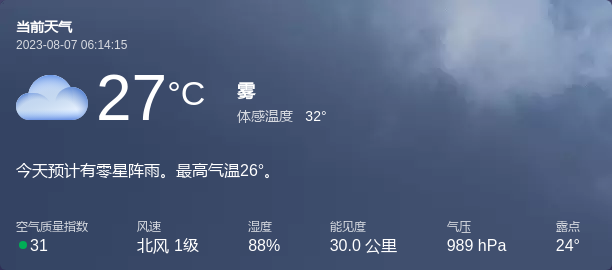 当前天气
2023-08-07 06:14:15
27°C
雾
体感温度 32°
今天预计有零星阵雨。最高气温26°。
空气质量指数 风速 湿度 能见度 气压 露点
31 北风 1级 88% 30.0 公里 989 hPa 24°